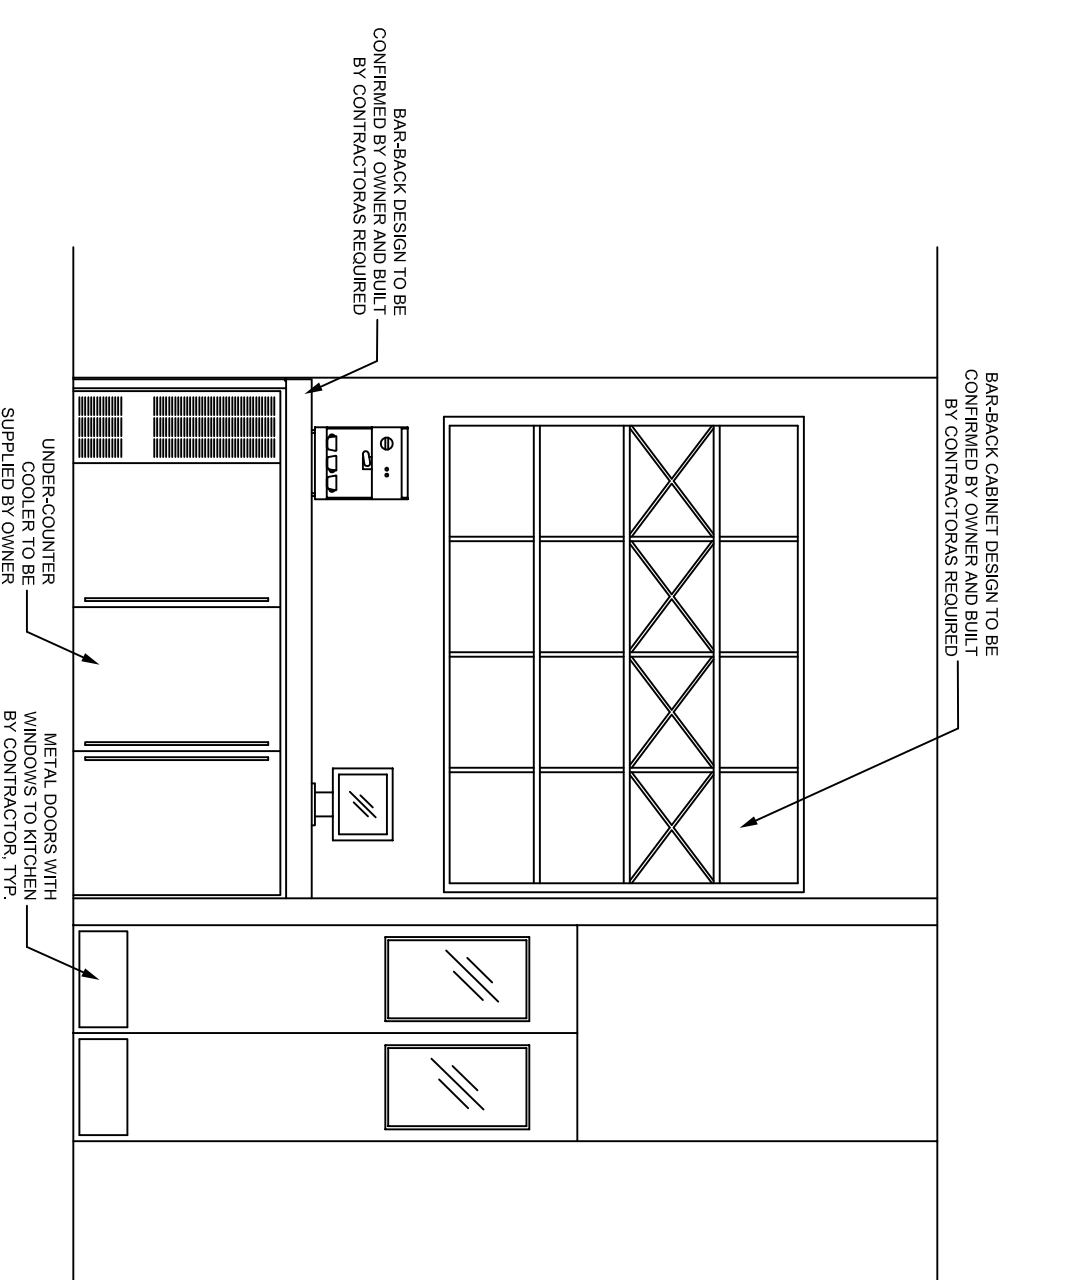 BAR-BACK CABINET DESIGN TO BE
CONFIRMED BY OWNER AND BUILT
BY CONTRACTORAS REQUIRED
BAR-BACK DESIGN TO BE
CONFIRMED BY OWNER AND BUILT
BY CONTRACTORAS REQUIRED
UNDER-COUNTER
COOLER TO BE
SUPPLIED BY OWNER
METAL DOORS WITH
WINDOWS TO KITCHEN
BY CONTRACTOR, TYP.